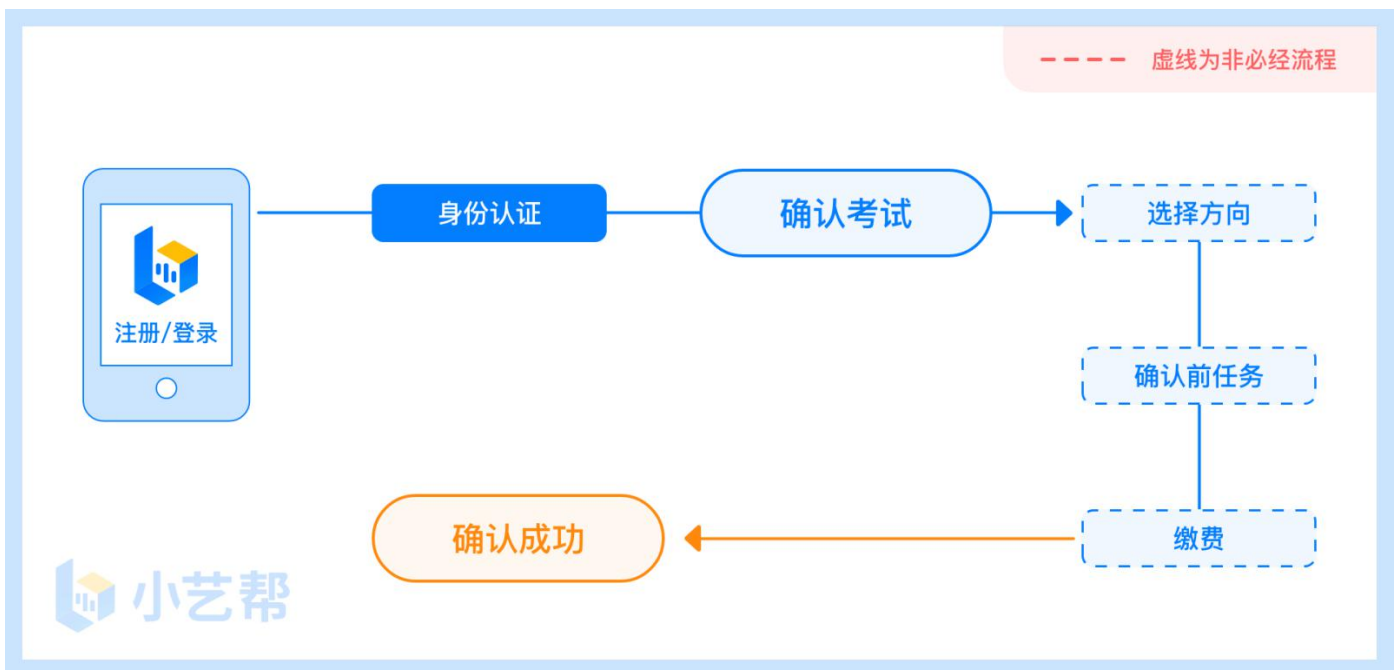 虚线为非必经流程
注册/登录
身份认证
确认考试
选择方向
确认前任务
缴费
确认成功
小艺帮